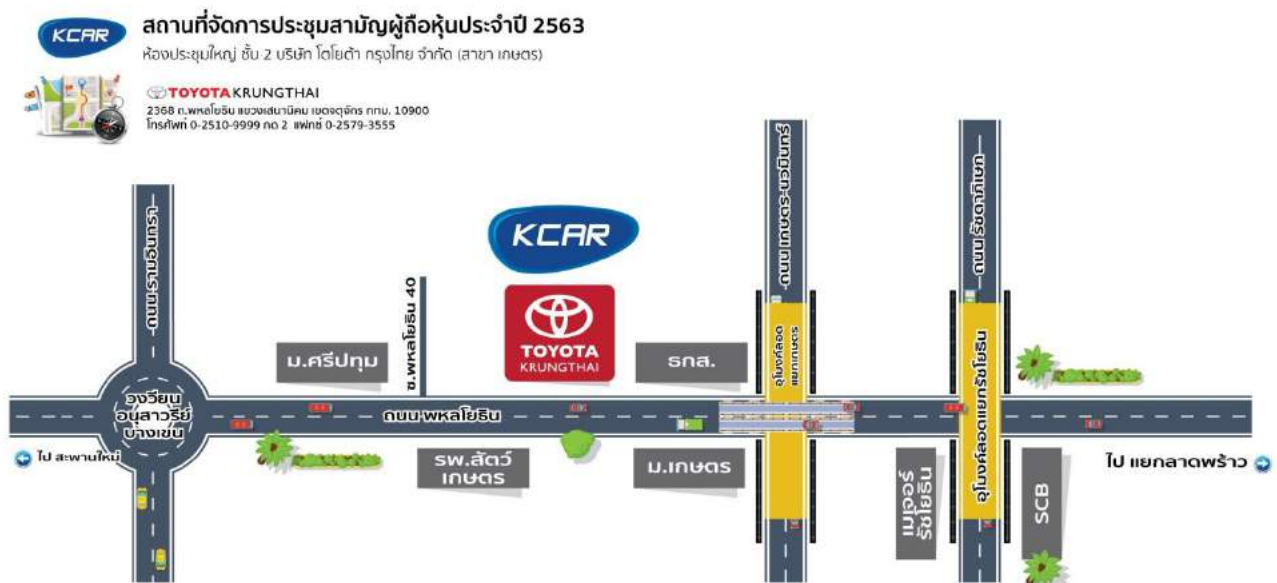 KCAR
สถานที่จัดการประชุมสามัญผู้ถือหุ้นประจำปี 2563
ห้องประชุมใหญ่ ชั้น 2 บริษัท โตโยต้า กรุงไทย จำกัด (สาขา เกษตร)
TOYOTA KRUNGTHAI
2368 ถ.พหลโยธิน แขวงเสนานิคม เขตจตุจักร กทม. 10900
โทรศัพท์ 0-2510-9999 กด 2 แฟกซ์ 0-2579-3555
ถนน รามอินทรา
ซ.พหลโยธิน 40
KCAR
TOYOTA
KRUNGTHAI
ถนน เกษตร-นวมินทร์
ถนน รัชดาภิเษก
ม.ศรีปทุม
ธกส.
อุโมงค์ลอด
แยกเกษตร
อุโมงค์ลอดแยกรัชโยธิน
วงเวียน
อนุสาวรีย์
บางเขน
ถนน พหลโยธิน
ไป สะพานใหม่
รพ.สัตว์
เกษตร
ม.เกษตร
เมเจอร์
รัชโยธิน
SCB
ไป แยกลาดพร้าว